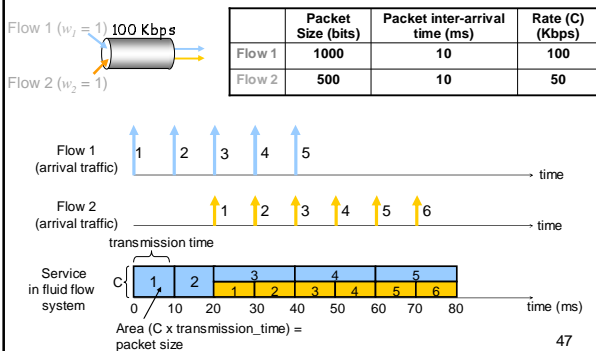 Flow 1 (w₁ = 1)
100 Kbps
Flow 2 (w₂ = 1)
Packet Size (bits) Packet inter-arrival time (ms) Rate (C) (Kbps)
Flow 1 1000 10 100
Flow 2 500 10 50
Flow 1 (arrival traffic)
1 2 3 4 5
time
Flow 2 (arrival traffic)
1 2 3 4 5 6
time
transmission time
Service in fluid flow system
C
1 2 3 4 5
1 2 3 4 5 6
0 10 20 30 40 50 60 70 80 time (ms)
Area (C x transmission_time) =
packet size
47